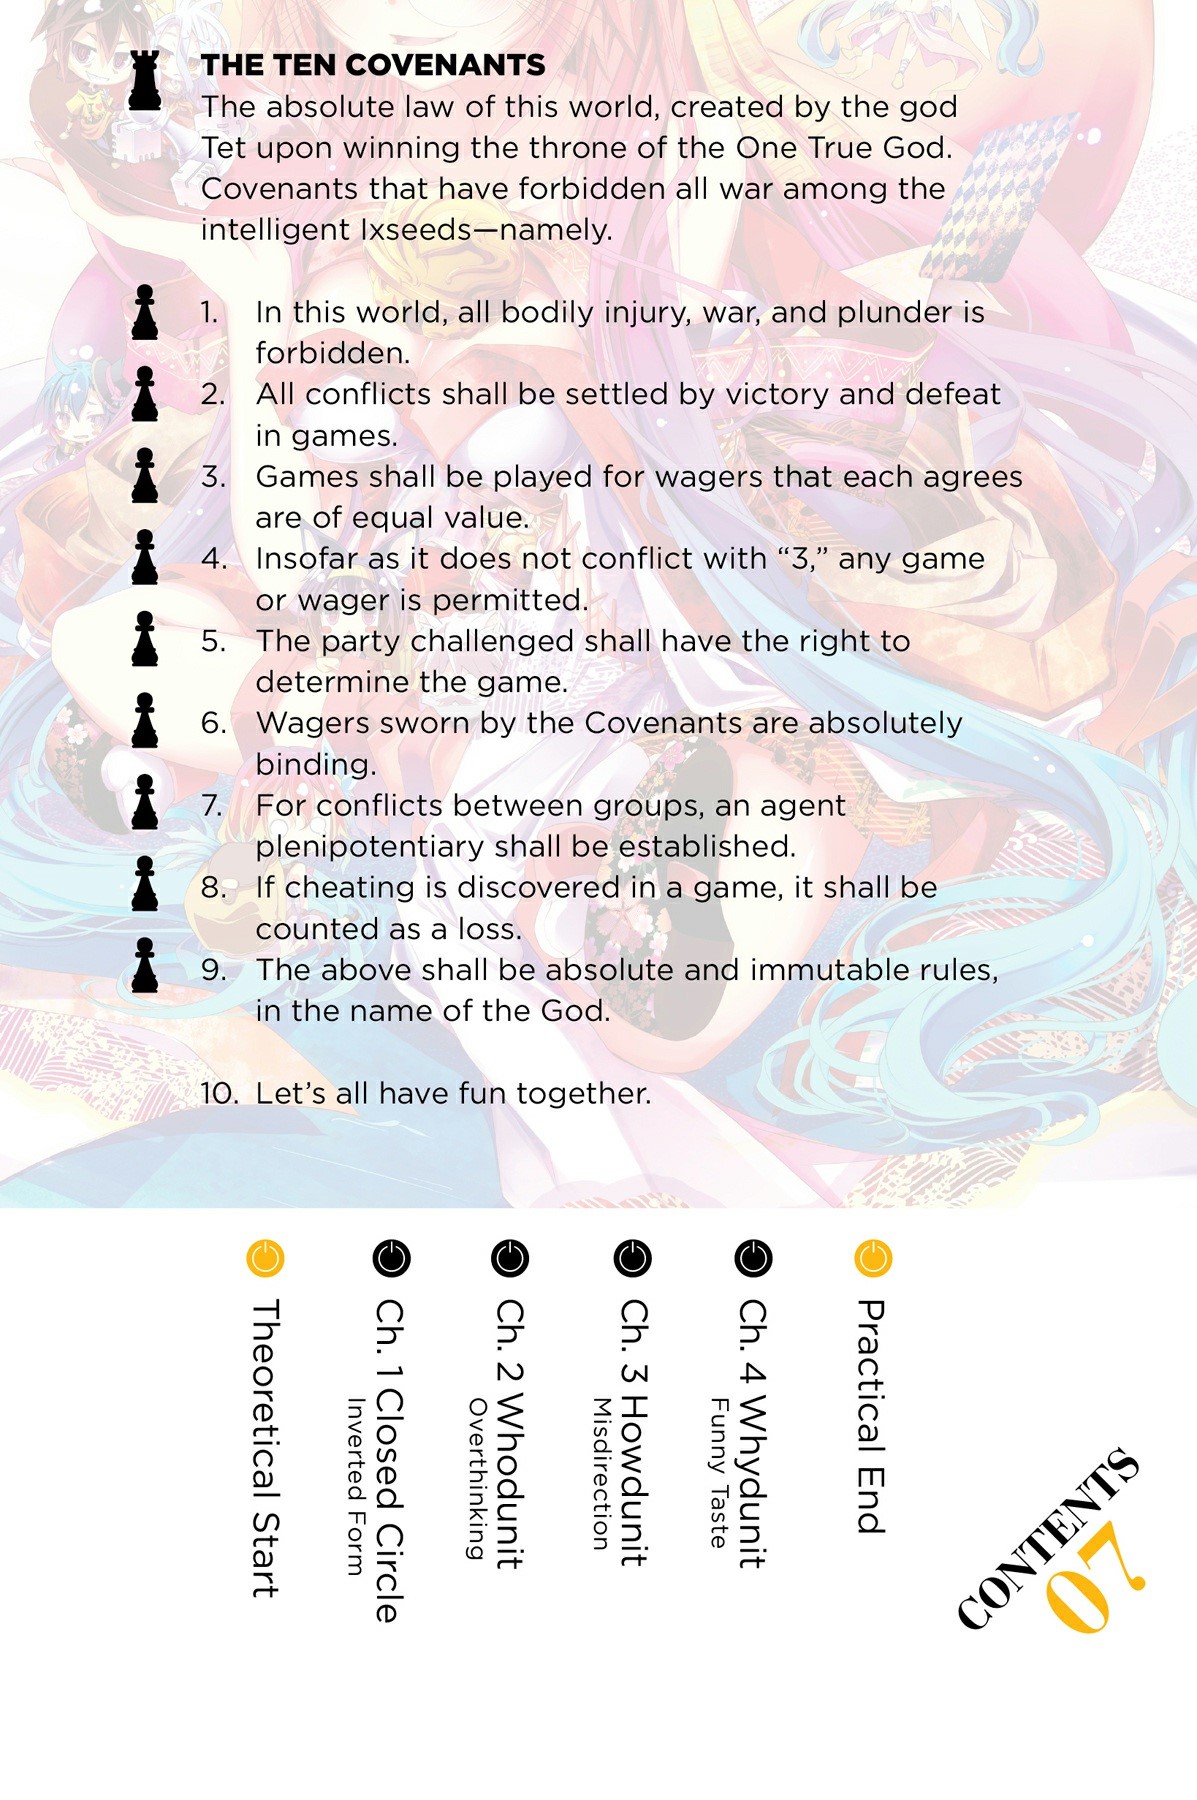 THE TEN COVENANTS
The absolute law of this world, created by the god
Tet upon winning the throne of the One True God.
Covenants that have forbidden all war among the
intelligent Ixseeds—namely.
1. In this world, all bodily injury, war, and plunder is
forbidden.
2. All conflicts shall be settled by victory and defeat
in games.
3. Games shall be played for wagers that each agrees
are of equal value.
4. Insofar as it does not conflict with “3,” any game
or wager is permitted.
5. The party challenged shall have the right to
determine the game.
6. Wagers sworn by the Covenants are absolutely
binding.
7. For conflicts between groups, an agent
plenipotentiary shall be established.
8. If cheating is discovered in a game, it shall be
counted as a loss.
9. The above shall be absolute and immutable rules,
in the name of the God.
10. Let’s all have fun together.
CONTENTS
07
Theoretical Start
Ch. 1 Closed Circle
Inverted Form
Ch. 2 Whodunit
Overthinking
Ch. 3 Howdunit
Misdirection
Ch. 4 Whydunit
Funny Taste
Practical End